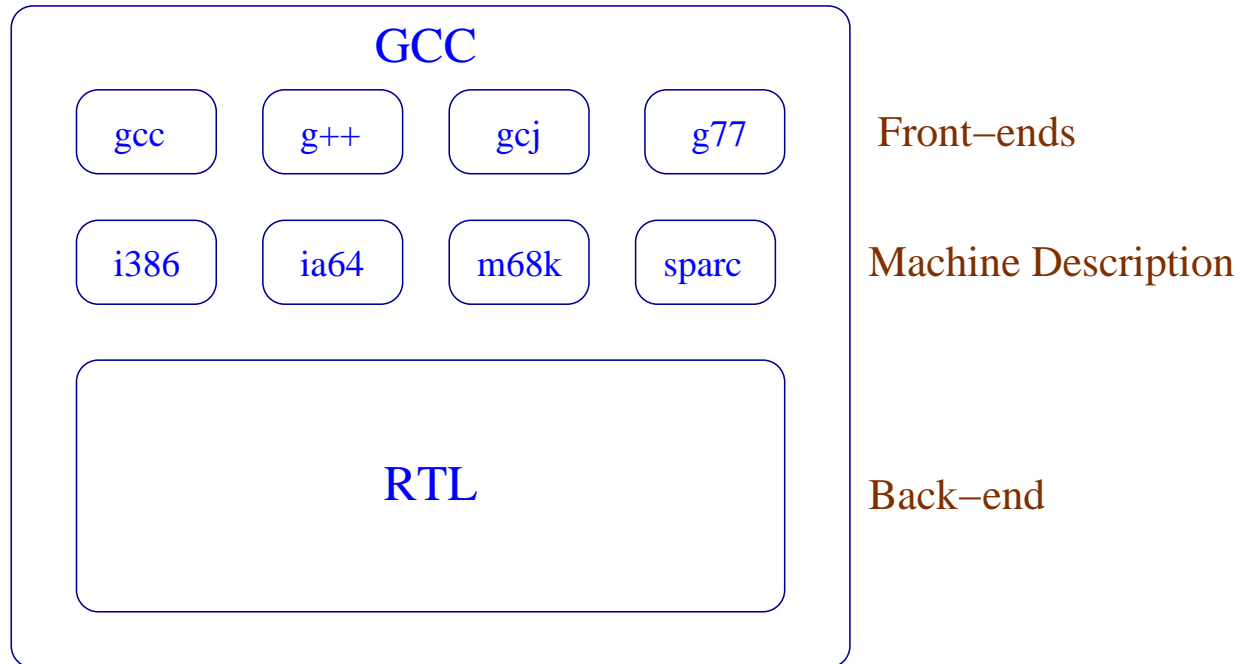 GCC
gcc g++ gcj g77 Front−ends
i386 ia64 m68k sparc Machine Description
RTL
Back−end